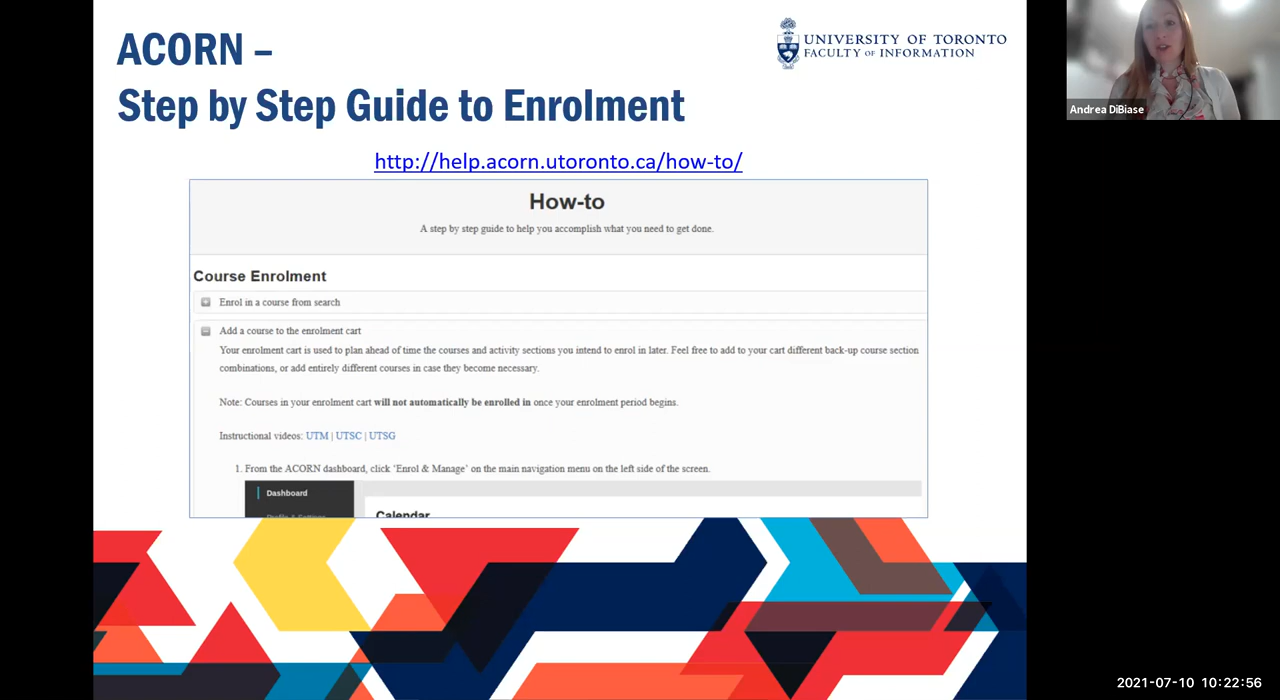 ACORN –
Step by Step Guide to Enrolment
UNIVERSITY OF TORONTO
FACULTY OF INFORMATION
Andrea DiBiase
http://help.acorn.utoronto.ca/how-to/
How-to
A step by step guide to help you accomplish what you need to get done.
Course Enrolment
Enrol in a course from search
Add a course to the enrolment cart
Your enrolment cart is used to plan ahead of time the courses and activity sections you intend to enrol in later. Feel free to add to your cart different back-up course section
combinations, or add entirely different courses in case they become necessary.
Note: Courses in your enrolment cart will not automatically be enrolled in once your enrolment period begins.
Instructional videos: UTM | UTSC | UTSG
1. From the ACORN dashboard, click ‘Enrol & Manage’ on the main navigation menu on the left side of the screen.
Dashboard
Profile & Settings
Calendar
2021-07-10 10:22:56